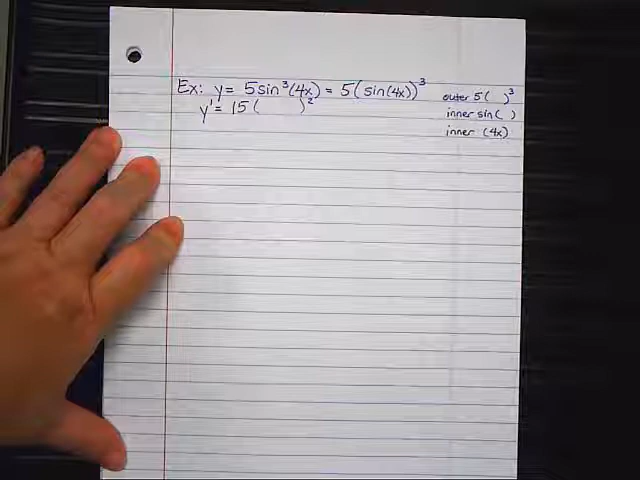 Ex: y = 5sin³(4x) = 5(sin(4x))³
y' = 15( )²
outer 5( )³
inner sin( )
inner (4x)